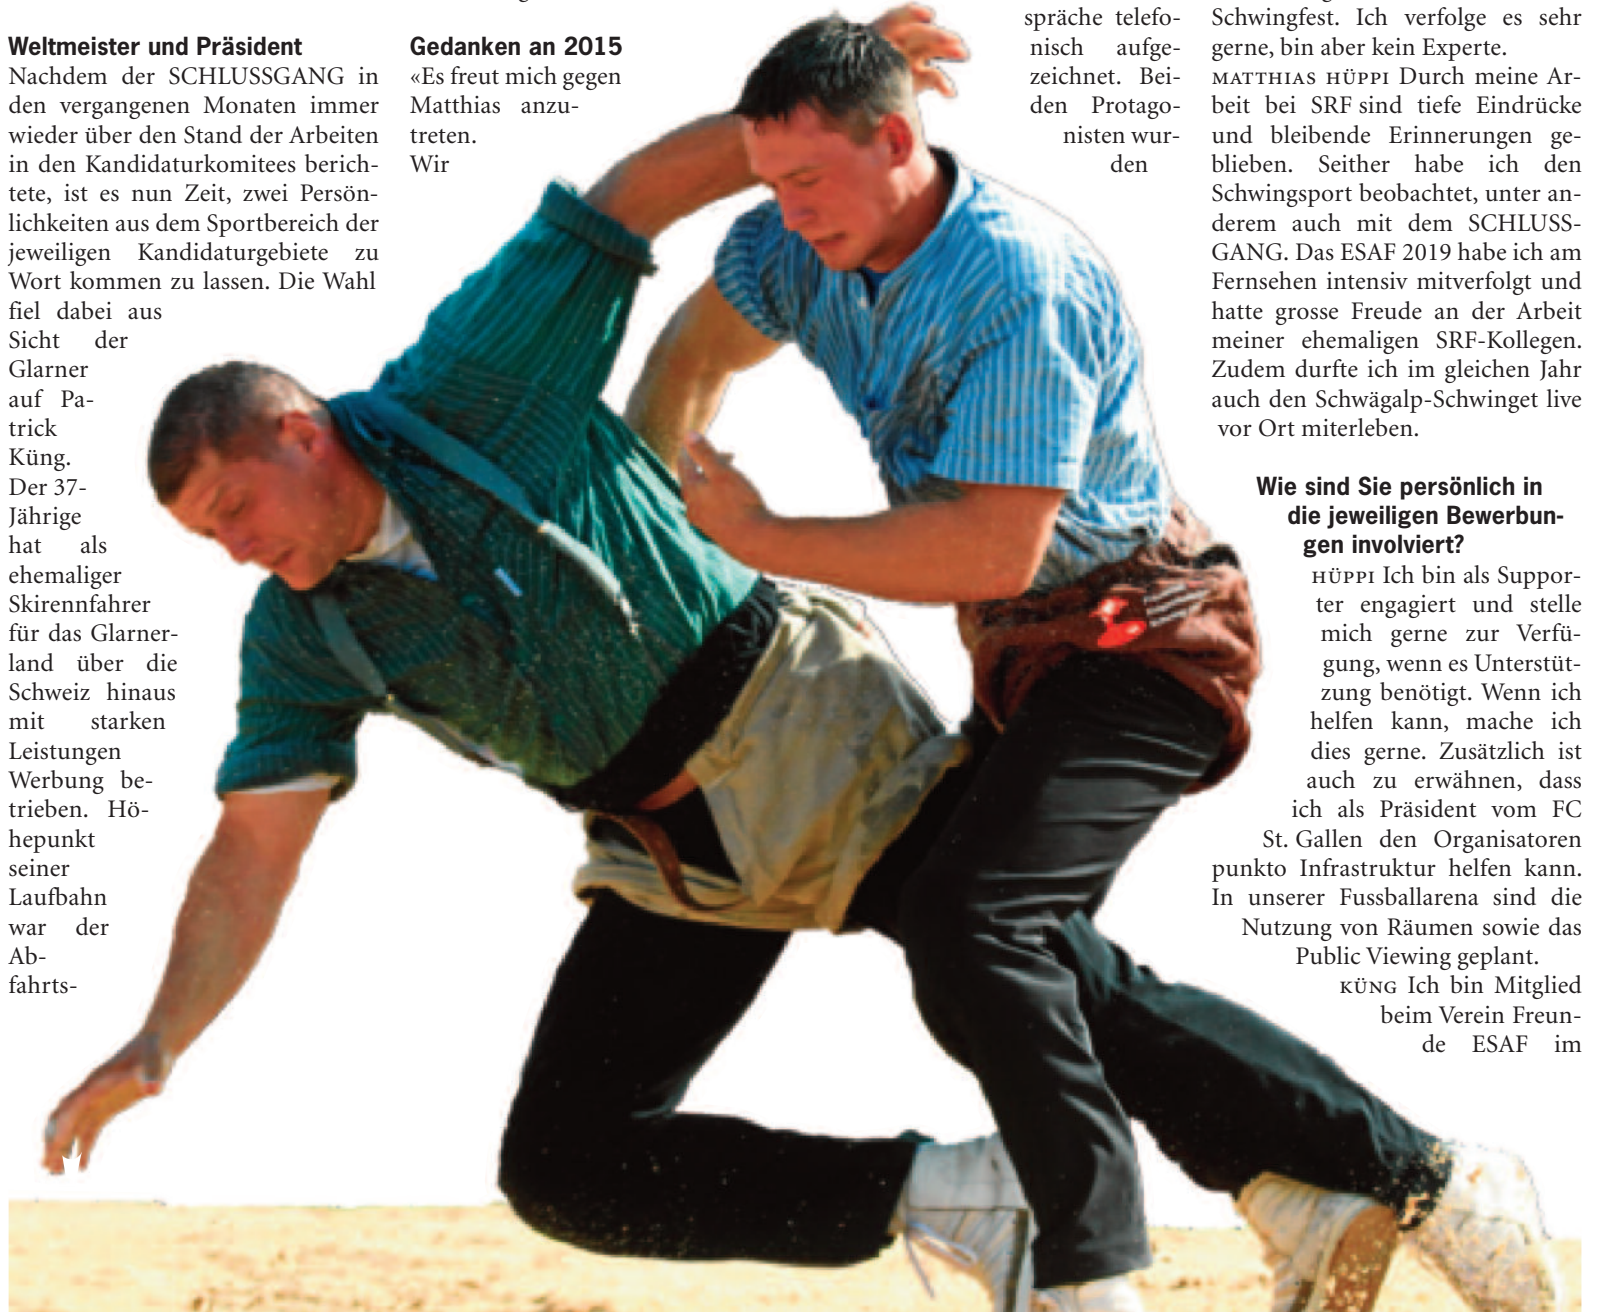 Weltmeister und Präsident
Nachdem der SCHLUSSGANG in
den vergangenen Monaten immer
wieder über den Stand der Arbeiten
in den Kandidaturkomitees berich-
tete, ist es nun Zeit, zwei Persön-
lichkeiten aus dem Sportbereich der
jeweiligen Kandidaturgebiete zu
Wort kommen zu lassen. Die Wahl
fiel dabei aus
Sicht der
Glarner
auf Pa-
trick
Küng.
Der 37-
Jährige
hat als
ehemaliger
Skirennfahrer
für das Glarner-
land über die
Schweiz hinaus
mit starken
Leistungen
Werbung be-
trieben. Hö-
hepunkt
seiner
Laufbahn
war der
Ab-
fahrts-
Gedanken an 2015
«Es freut mich gegen
Matthias anzu-
treten.
Wir
spräche telefo-
nisch aufge-
zeichnet. Bei-
den Protago-
nisten wur-
den
Schwingfest. Ich verfolge es sehr
gerne, bin aber kein Experte.
MATTHIAS HÜPPI Durch meine Ar-
beit bei SRF sind tiefe Eindrücke
und bleibende Erinnerungen ge-
blieben. Seither habe ich den
Schwingsport beobachtet, unter an-
derem auch mit dem SCHLUSS-
GANG. Das ESAF 2019 habe ich am
Fernsehen intensiv mitverfolgt und
hatte grosse Freude an der Arbeit
meiner ehemaligen SRF-Kollegen.
Zudem durfte ich im gleichen Jahr
auch den Schwägalp-Schwinget live
vor Ort miterleben.
Wie sind Sie persönlich in
die jeweiligen Bewerbun-
gen involviert?
HÜPPI Ich bin als Suppor-
ter engagiert und stelle
mich gerne zur Verfü-
gung, wenn es Unterstüt-
zung benötigt. Wenn ich
helfen kann, mache ich
dies gerne. Zusätzlich ist
auch zu erwähnen, dass
ich als Präsident vom FC
St. Gallen den Organisatoren
punkto Infrastruktur helfen kann.
In unserer Fussballarena sind die
Nutzung von Räumen sowie das
Public Viewing geplant.
KÜNG Ich bin Mitglied
beim Verein Freun-
de ESAF im